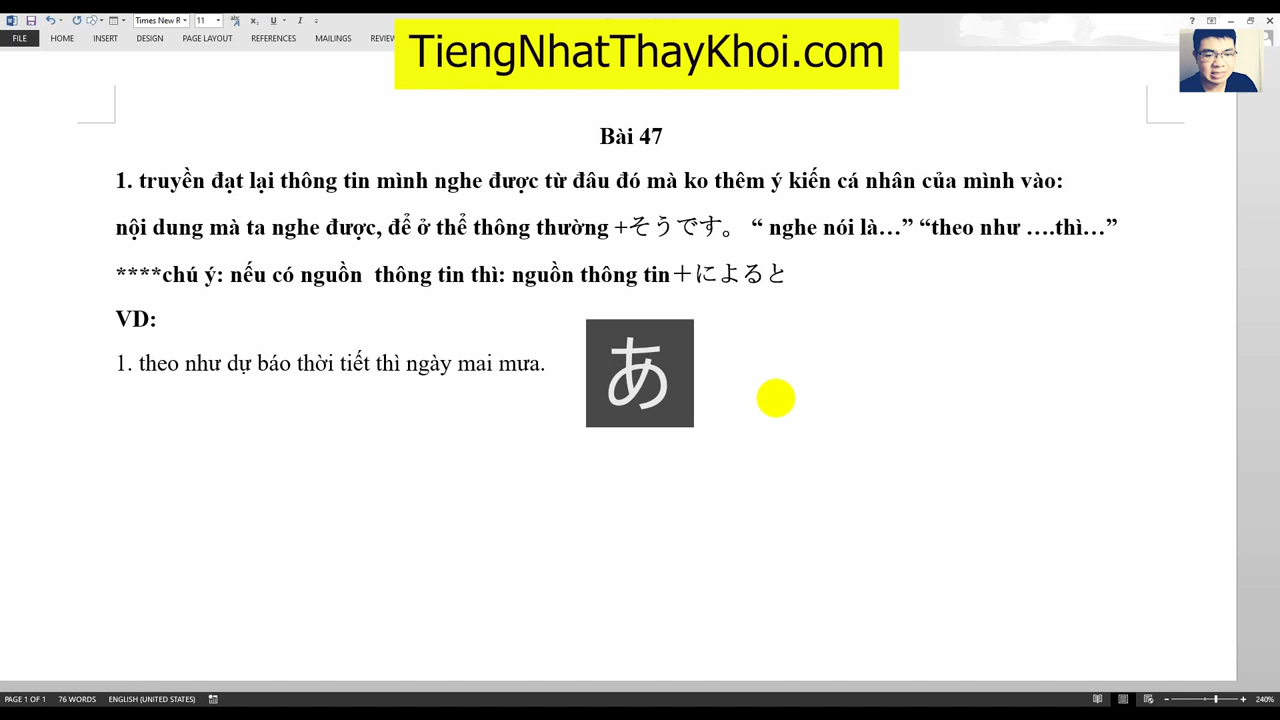 Times New R 11
FILE HOME INSERT DESIGN PAGE LAYOUT REFERENCES MAILINGS REVIEW
TiengNhatThayKhoi.com
Bài 47
1. truyền đạt lại thông tin mình nghe được từ đâu đó mà ko thêm ý kiến cá nhân của mình vào:
nội dung mà ta nghe được, để ở thể thông thường +そうです。 “ nghe nói là…” “theo như ….thì…”
****chú ý: nếu có nguồn  thông tin thì: nguồn thông tin＋によると
VD:
1. theo như dự báo thời tiết thì ngày mai mưa.
あ
PAGE 1 OF 1 76 WORDS ENGLISH (UNITED STATES) 240%